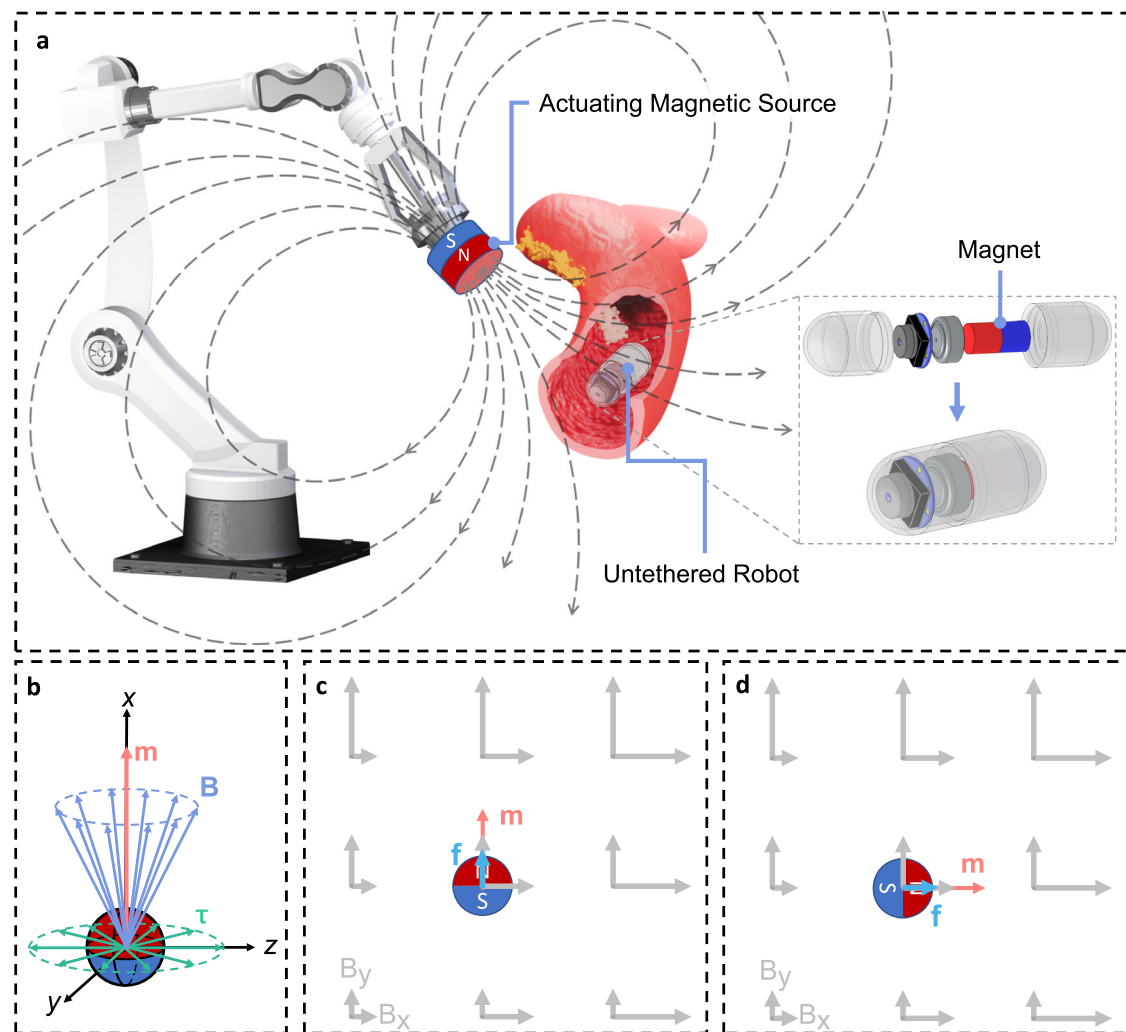 a
Actuating Magnetic Source
S
N
Magnet
Untethered Robot
b
x
m
B
τ
z
y
c
m
f
N
S
By
Bx
d
S
N
m
f
By
Bx